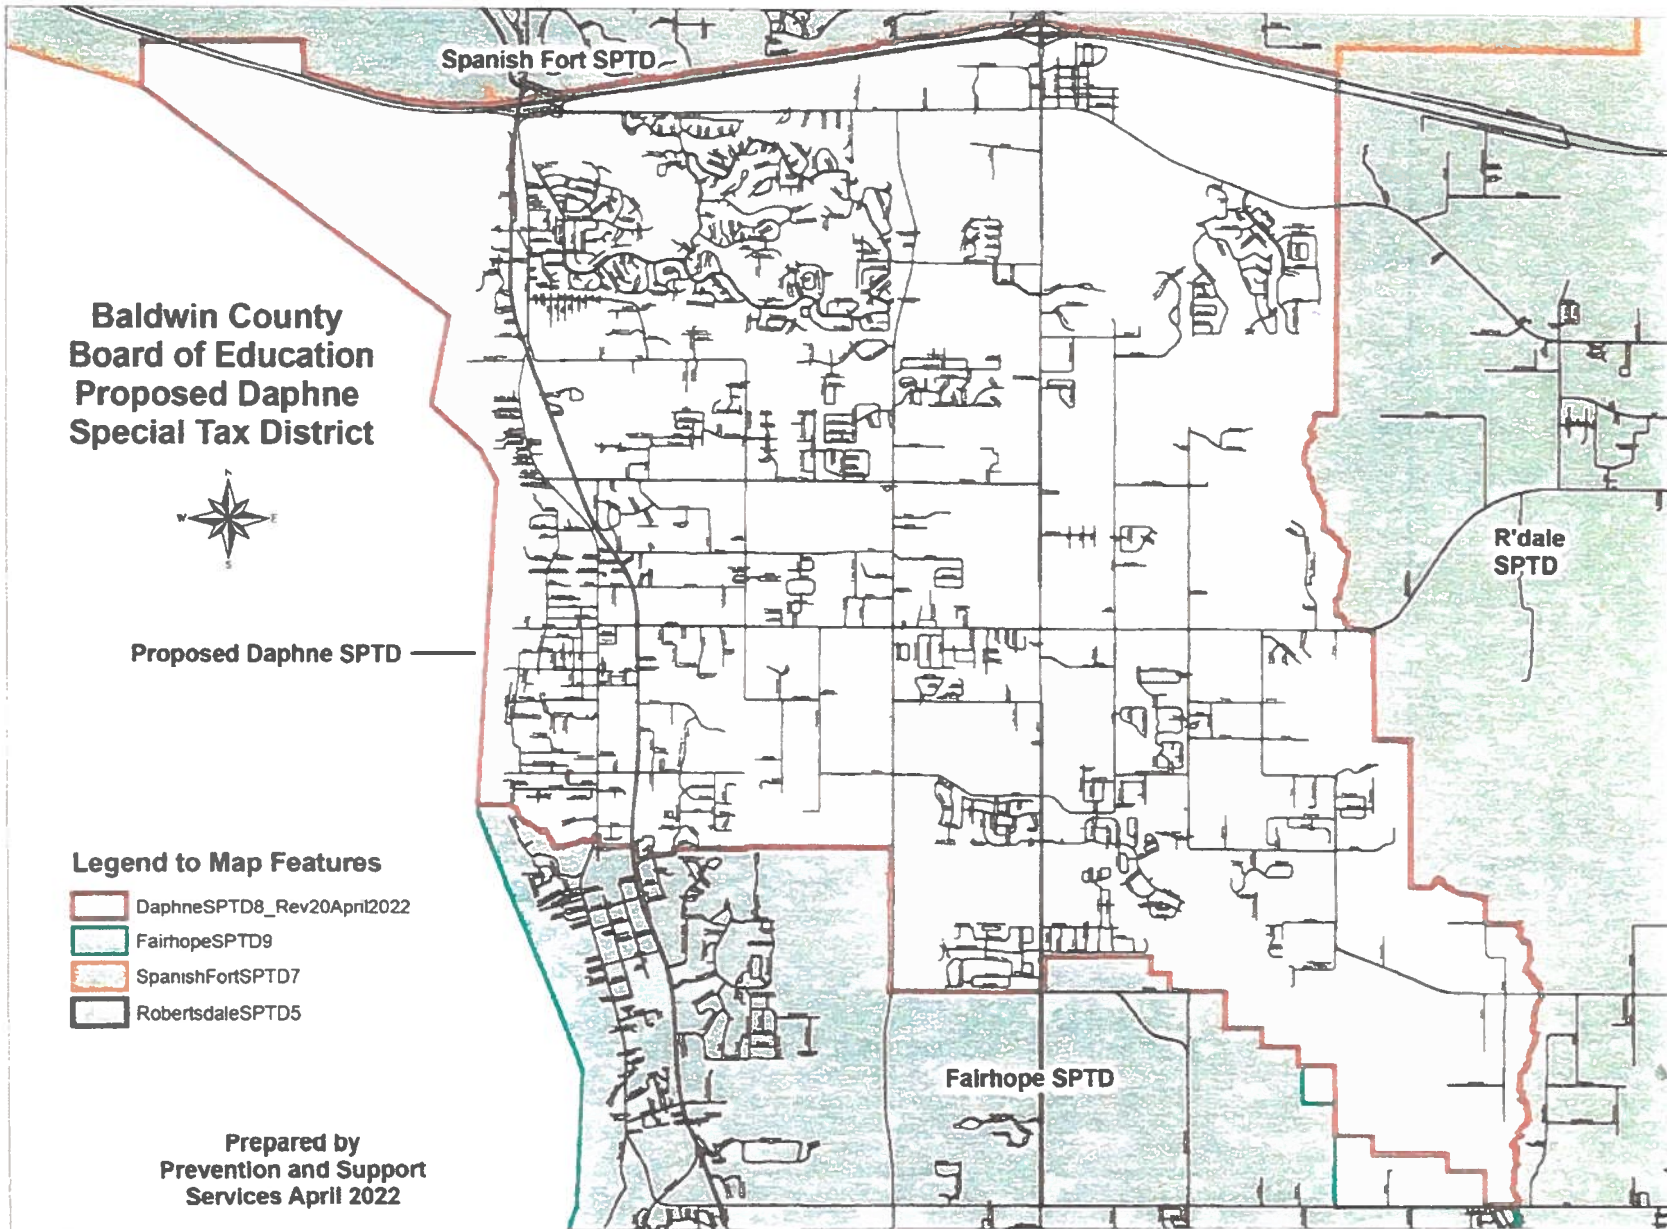 Spanish Fort SPTD
Baldwin County
Board of Education
Proposed Daphne
Special Tax District
N
W
E
S
R'dale
SPTD
Proposed Daphne SPTD
Legend to Map Features
DaphneSPTD8_Rev20April2022
FairhopeSPTD9
SpanishFortSPTD7
RobertsdaleSPTD5
Fairhope SPTD
Prepared by
Prevention and Support
Services April 2022